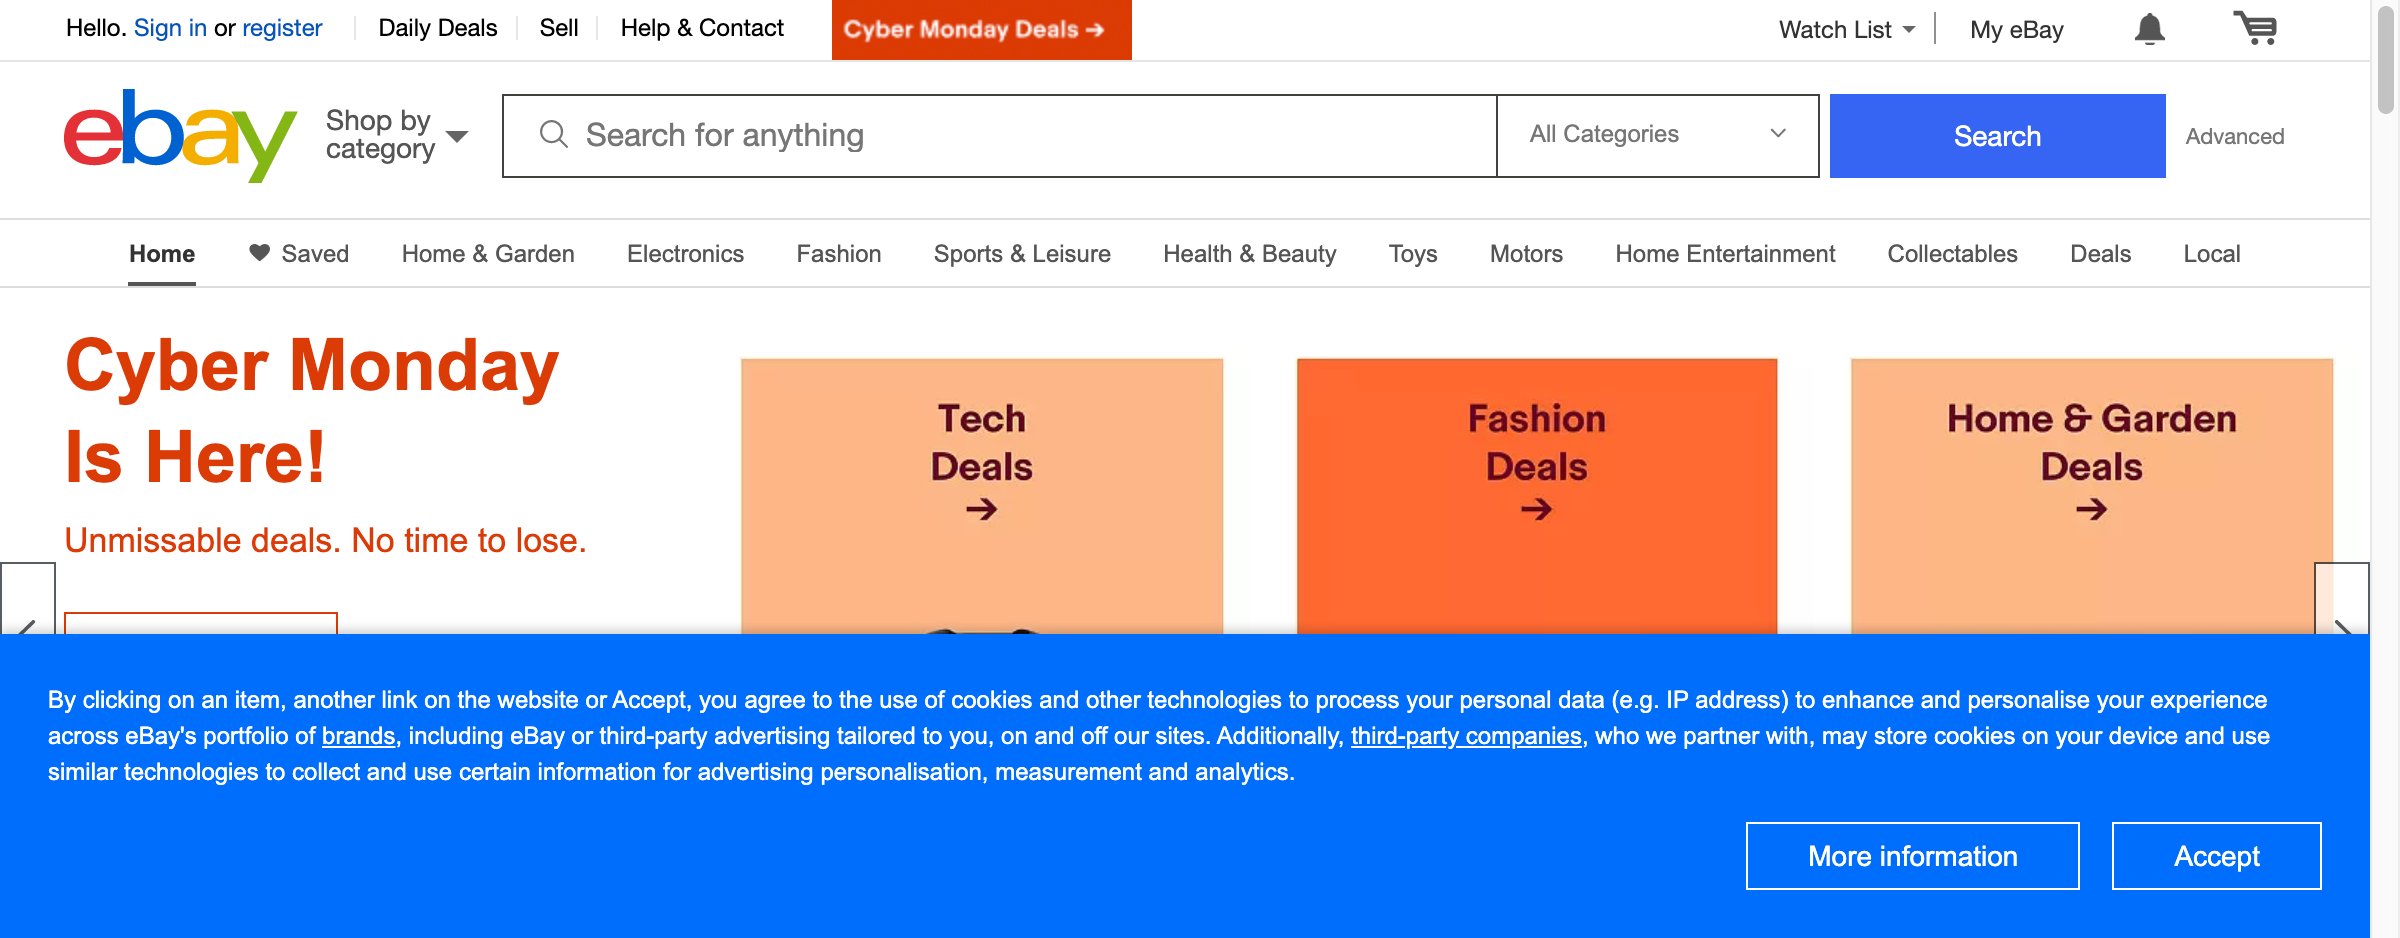 Hello. Sign in or register
Daily Deals
Sell
Help & Contact
Cyber Monday Deals →
Watch List
My eBay
ebay
Shop by
category
Search for anything
All Categories
Search
Advanced
Home
Saved
Home & Garden
Electronics
Fashion
Sports & Leisure
Health & Beauty
Toys
Motors
Home Entertainment
Collectables
Deals
Local
Cyber Monday
Is Here!
Unmissable deals. No time to lose.
Tech
Deals
→
Fashion
Deals
→
Home & Garden
Deals
→
By clicking on an item, another link on the website or Accept, you agree to the use of cookies and other technologies to process your personal data (e.g. IP address) to enhance and personalise your experience
across eBay's portfolio of brands, including eBay or third-party advertising tailored to you, on and off our sites. Additionally, third-party companies, who we partner with, may store cookies on your device and use
similar technologies to collect and use certain information for advertising personalisation, measurement and analytics.
More information
Accept